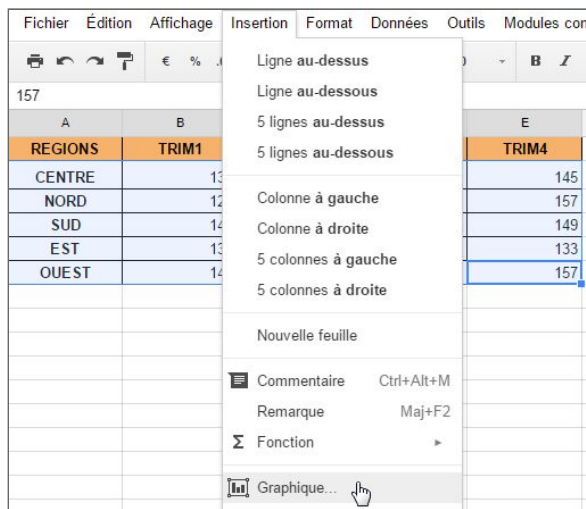 Fichier Édition Affichage Insertion Format Données Outils Modules
€ % B I
157
A B E
REGIONS TRIM1 TRIM4
CENTRE 145
NORD 157
SUD 149
EST 133
OUEST 157
Ligne au-dessus
Ligne au-dessous
5 lignes au-dessus
5 lignes au-dessous
Colonne à gauche
Colonne à droite
5 colonnes à gauche
5 colonnes à droite
Nouvelle feuille
Commentaire Ctrl+Alt+M
Remarque Maj+F2
Σ Fonction ►
Graphique...